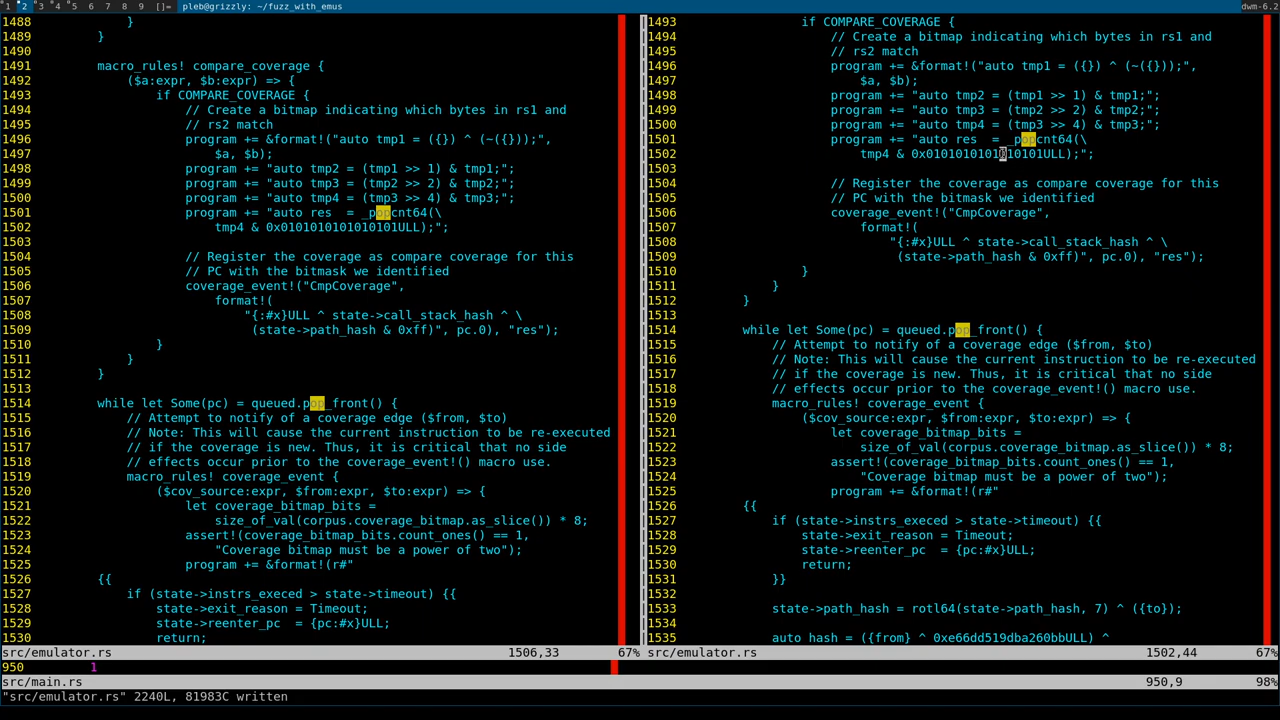 1 2 3 4 5 6 7 8 9 []= pleb@grizzly: ~/fuzz_with_emus dwm-6.2
1488 }
1489 }
1490
1491 macro_rules! compare_coverage {
1492 ($a:expr, $b:expr) => {
1493 if COMPARE_COVERAGE {
1494 // Create a bitmap indicating which bytes in rs1 and
1495 // rs2 match
1496 program += &format!("auto tmp1 = ({}) ^ (~({}));",
1497 $a, $b);
1498 program += "auto tmp2 = (tmp1 >> 1) & tmp1;";
1499 program += "auto tmp3 = (tmp2 >> 2) & tmp2;";
1500 program += "auto tmp4 = (tmp3 >> 4) & tmp3;";
1501 program += "auto res  = _popcnt64(\
1502 tmp4 & 0x0101010101010101ULL);";
1503
1504 // Register the coverage as compare coverage for this
1505 // PC with the bitmask we identified
1506 coverage_event!("CmpCoverage",
1507 format!(
1508 "{:#x}ULL ^ state->call_stack_hash ^ \
1509 (state->path_hash & 0xff)", pc.0), "res");
1510 }
1511 }
1512 }
1513
1514 while let Some(pc) = queued.pop_front() {
1515 // Attempt to notify of a coverage edge ($from, $to)
1516 // Note: This will cause the current instruction to be re-executed
1517 // if the coverage is new. Thus, it is critical that no side
1518 // effects occur prior to the coverage_event!() macro use.
1519 macro_rules! coverage_event {
1520 ($cov_source:expr, $from:expr, $to:expr) => {
1521 let coverage_bitmap_bits =
1522 size_of_val(corpus.coverage_bitmap.as_slice()) * 8;
1523 assert!(coverage_bitmap_bits.count_ones() == 1,
1524 "Coverage bitmap must be a power of two");
1525 program += &format!(r#"
1526 {{
1527 if (state->instrs_execed > state->timeout) {{
1528 state->exit_reason = Timeout;
1529 state->reenter_pc  = {pc:#x}ULL;
1530 return;
src/emulator.rs 1506,33 67%
1493 if COMPARE_COVERAGE {
1494 // Create a bitmap indicating which bytes in rs1 and
1495 // rs2 match
1496 program += &format!("auto tmp1 = ({}) ^ (~({}));",
1497 $a, $b);
1498 program += "auto tmp2 = (tmp1 >> 1) & tmp1;";
1499 program += "auto tmp3 = (tmp2 >> 2) & tmp2;";
1500 program += "auto tmp4 = (tmp3 >> 4) & tmp3;";
1501 program += "auto res  = _popcnt64(\
1502 tmp4 & 0x0101010101010101ULL);";
1503
1504 // Register the coverage as compare coverage for this
1505 // PC with the bitmask we identified
1506 coverage_event!("CmpCoverage",
1507 format!(
1508 "{:#x}ULL ^ state->call_stack_hash ^ \
1509 (state->path_hash & 0xff)", pc.0), "res");
1510 }
1511 }
1512 }
1513
1514 while let Some(pc) = queued.pop_front() {
1515 // Attempt to notify of a coverage edge ($from, $to)
1516 // Note: This will cause the current instruction to be re-executed
1517 // if the coverage is new. Thus, it is critical that no side
1518 // effects occur prior to the coverage_event!() macro use.
1519 macro_rules! coverage_event {
1520 ($cov_source:expr, $from:expr, $to:expr) => {
1521 let coverage_bitmap_bits =
1522 size_of_val(corpus.coverage_bitmap.as_slice()) * 8;
1523 assert!(coverage_bitmap_bits.count_ones() == 1,
1524 "Coverage bitmap must be a power of two");
1525 program += &format!(r#"
1526 {{
1527 if (state->instrs_execed > state->timeout) {{
1528 state->exit_reason = Timeout;
1529 state->reenter_pc  = {pc:#x}ULL;
1530 return;
1531 }}
1532
1533 state->path_hash = rotl64(state->path_hash, 7) ^ ({to});
1534
1535 auto hash = ({from} ^ 0xe66dd519dba260bbULL) ^
src/emulator.rs 1502,44 67%
950 1
src/main.rs 950,9 98%
"src/emulator.rs" 2240L, 81983C written